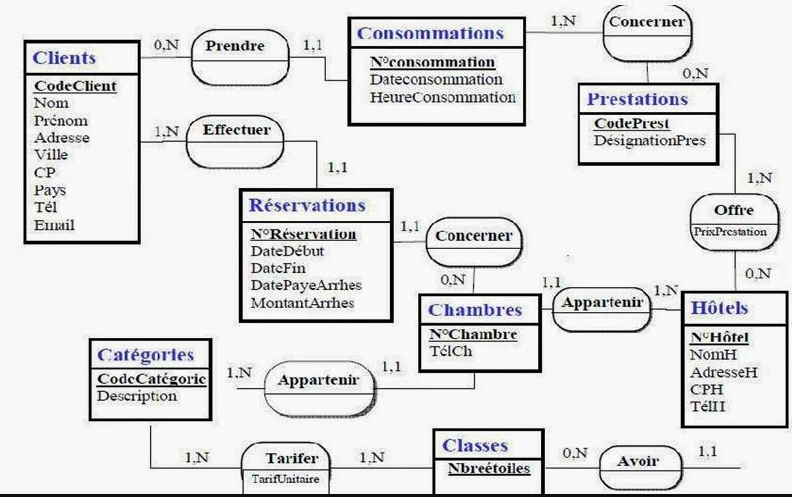 Clients
CodeClient
Nom
Prénom
Adresse
Ville
CP
Pays
Tél
Email
0,N
Prendre
1,1
Consommations
N°consommation
Dateconsommation
HeureConsommation
1,N
Concerner
0,N
Prestations
CodePrest
DésignationPres
1,N
Effectuer
1,1
Réservations
N°Réservation
DateDébut
DateFin
DatePayeArrhes
MontantArrhes
1,1
Concerner
0,N
1,N
Offre
PrixPrestation
0,N
Chambres
N°Chambre
TélCh
1,1
Appartenir
1,N
Hôtels
N°Hôtel
NomH
AdresseH
CPH
TélH
Catégories
CodeCatégorie
Description
1,N
Appartenir
1,1
1,N
Tarifer
TarifUnitaire
1,N
Classes
Nbreétoiles
0,N
Avoir
1,1